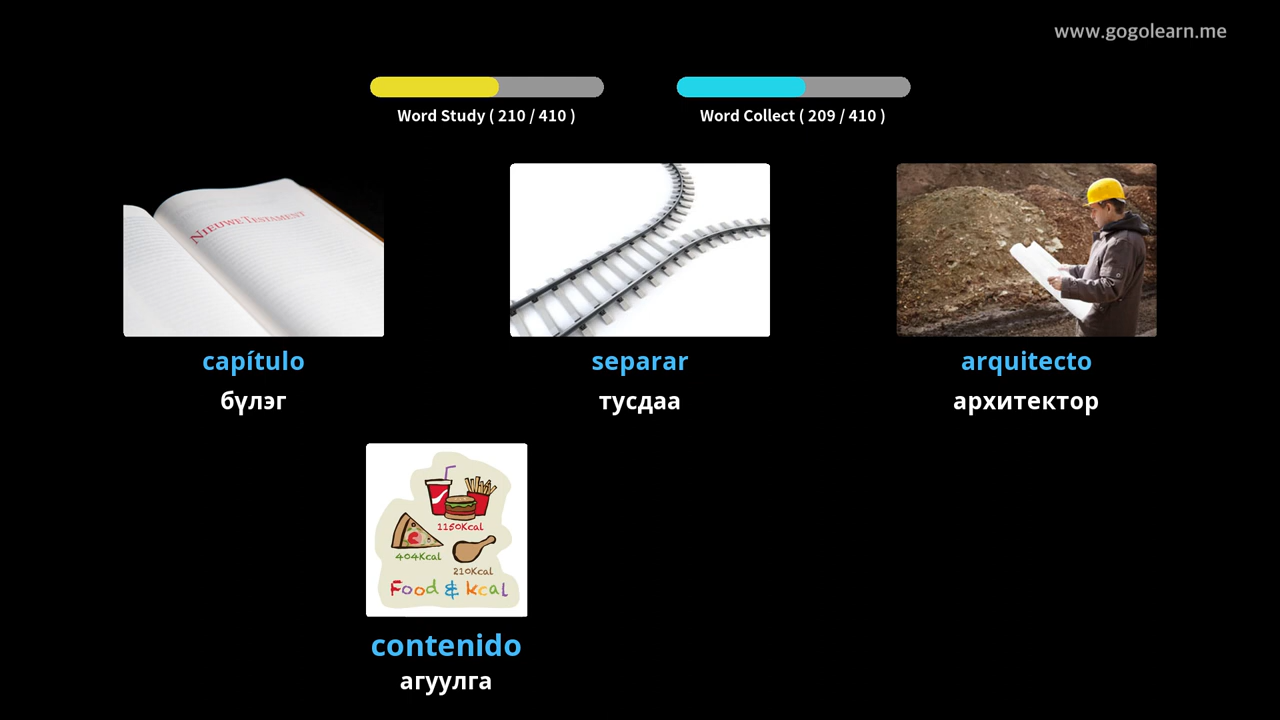 www.gogolearn.me
Word Study ( 210 / 410 )
Word Collect ( 209 / 410 )
NIEUWE TESTAMENT
capítulo
бүлэг
separar
тусдаа
arquitecto
архитектор
1150Kcal
404Kcal
210Kcal
Food & kcal
contenido
агуулга